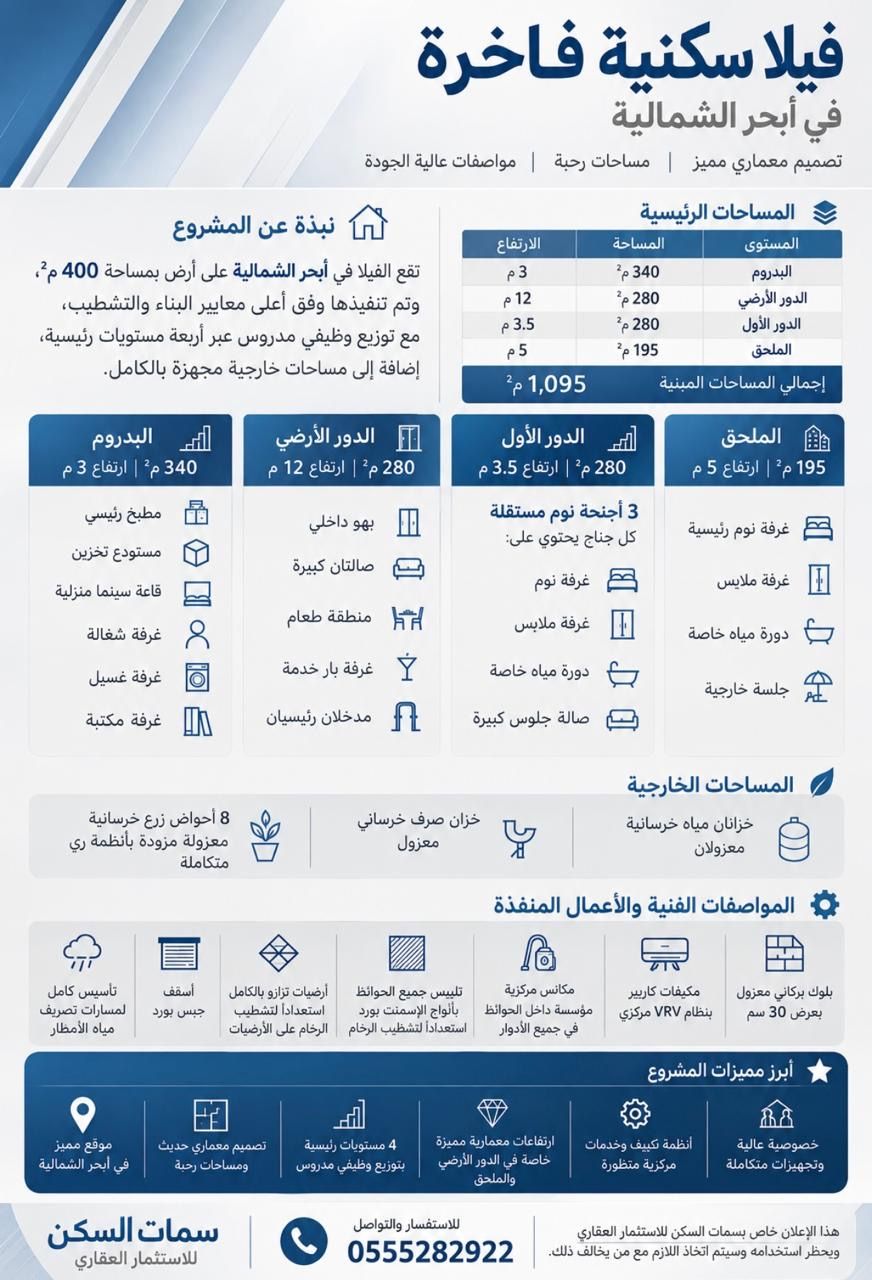 فيلا سكنية فاخرة
في أبحر الشمالية
تصميم معماري مميز | مساحات رحبة | مواصفات عالية الجودة
المساحات الرئيسية
المستوى المساحة الارتفاع
البدروم 340 م² 3 م
الدور الأرضي 280 م² 12 م
الدور الأول 280 م² 3.5 م
الملحق 195 م² 5 م
إجمالي المساحات المبنية 1,095 م²
نبذة عن المشروع
تقع الفيلا في أبحر الشمالية على أرض بمساحة 400 م²،
وتم تنفيذها وفق أعلى معايير البناء والتشطيب،
مع توزيع وظيفي مدروس عبر أربعة مستويات رئيسية،
إضافة إلى مساحات خارجية مجهزة بالكامل.
الملحق
195 م² | ارتفاع 5 م
غرفة نوم رئيسية
غرفة ملايس
دورة مياه خاصة
جلسة خارجية
الدور الأول
280 م² | ارتفاع 3.5 م
3 أجنحة نوم مستقلة
كل جناح يحتوي على:
غرفة نوم
غرفة ملابس
دورة مياه خاصة
صالة جلوس كبيرة
الدور الأرضي
280 م² | ارتفاع 12 م
بهو داخلي
صالتان كبيرة
منطقة طعام
غرفة بار خدمة
مدخلان رئيسيان
البدروم
340 م² | ارتفاع 3 م
مطبخ رئيسي
مستودع تخزين
قاعة سينما منزلية
غرفة شغالة
غرفة غسيل
غرفة مكتبة
المساحات الخارجية
خزانان مياه خرسانية
معزولان
خزان صرف خرساني
معزول
8 أحواض زرع خرسانية
معزولة مزودة بأنظمة ري
متكاملة
المواصفات الفنية والأعمال المنفذة
بلوك بركاني معزول
بعرض 30 سم
مكيفات كاريير
بنظام VRV مركزي
مكانس مركزية
مؤسسة داخل الحوائط
في جميع الأدوار
تلييس جميع الحوائط
بألواح الإسمنت بورد
استعداداً لتشطيب الرخام
أرضيات تزازو بالكامل
استعداداً لتشطيب
الرخام على الأرضيات
أسقف
جبس بورد
تأسيس كامل
لمسارات تصريف
مياه الأمطار
أبرز مميزات المشروع
خصوصية عالية
وتجهيزات متكاملة
أنظمة تكييف وخدمات
مركزية متطورة
ارتفاعات معمارية مميزة
خاصة في الدور الأرضي
والملحق
4 مستويات رئيسية
بتوزيع وظيفي مدروس
تصميم معماري حديث
ومساحات رحبة
موقع مميز
في أبحر الشمالية
هذا الإعلان خاص بسمات السكن للاستثمار العقاري
ويحظر استخدامه وسيتم اتخاذ اللازم مع من يخالف ذلك.
للاستفسار والتواصل
0555282922
سمات السكن
للاستثمار العقاري